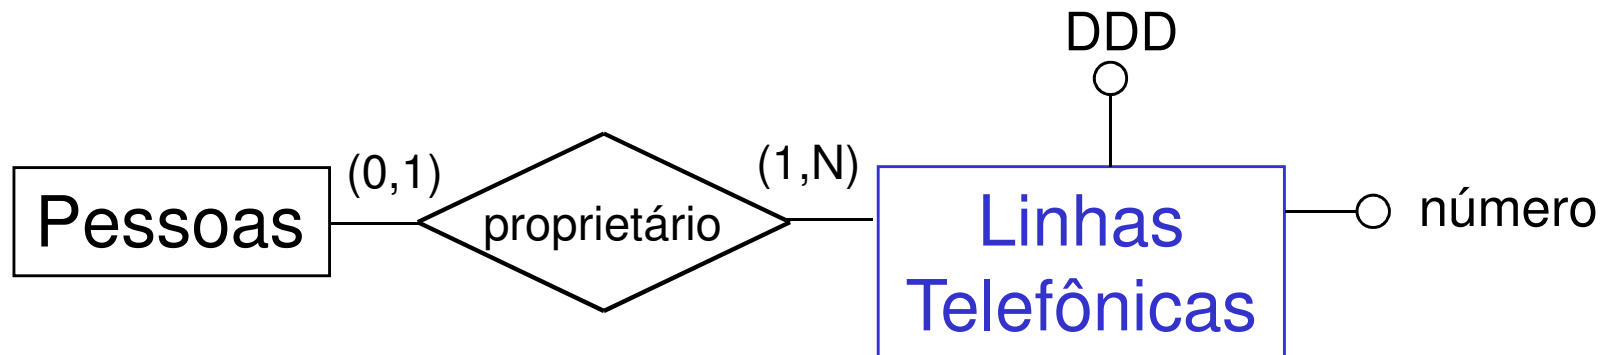 DDD
(0,1)
(1,N)
Pessoas
proprietário
Linhas
Telefônicas
número